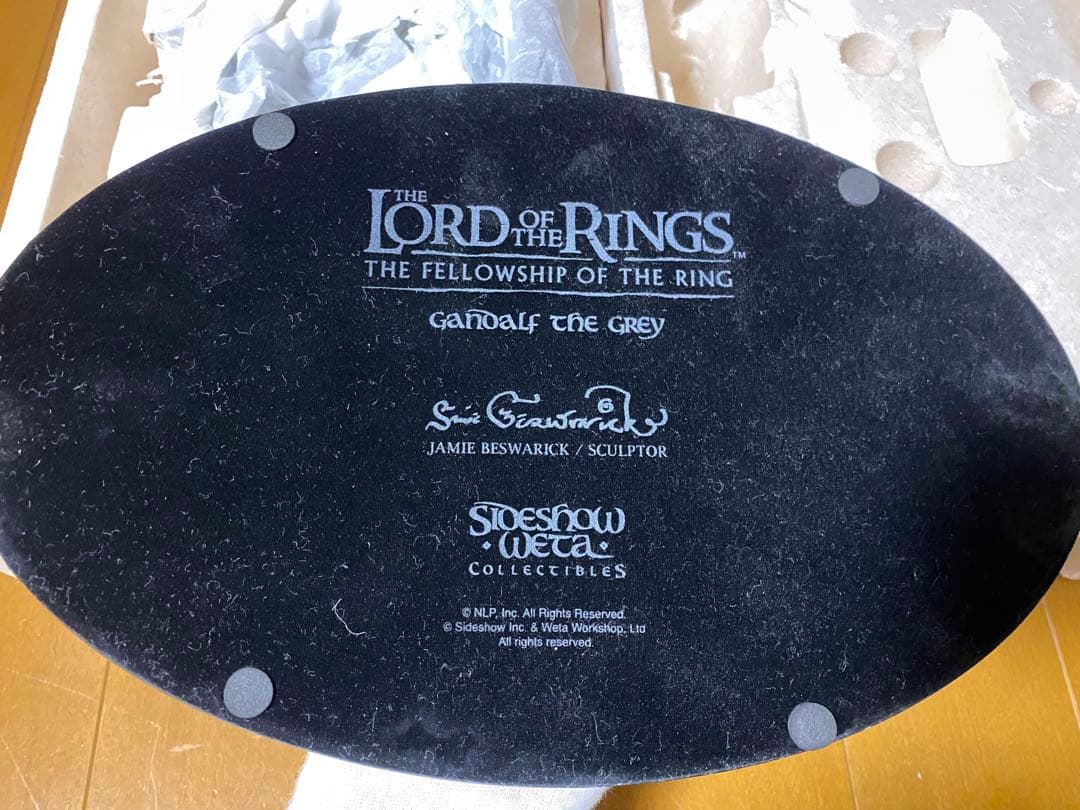 THE LORD OF THE RINGS™
THE FELLOWSHIP OF THE RING
GANDALF THE GREY
JAMIE BESWARICK / SCULPTOR
SIDESHOW
WETA
COLLECTIBLES
© NLP, Inc. All Rights Reserved.
© Sideshow Inc. & Weta Workshop, Ltd
All rights reserved.